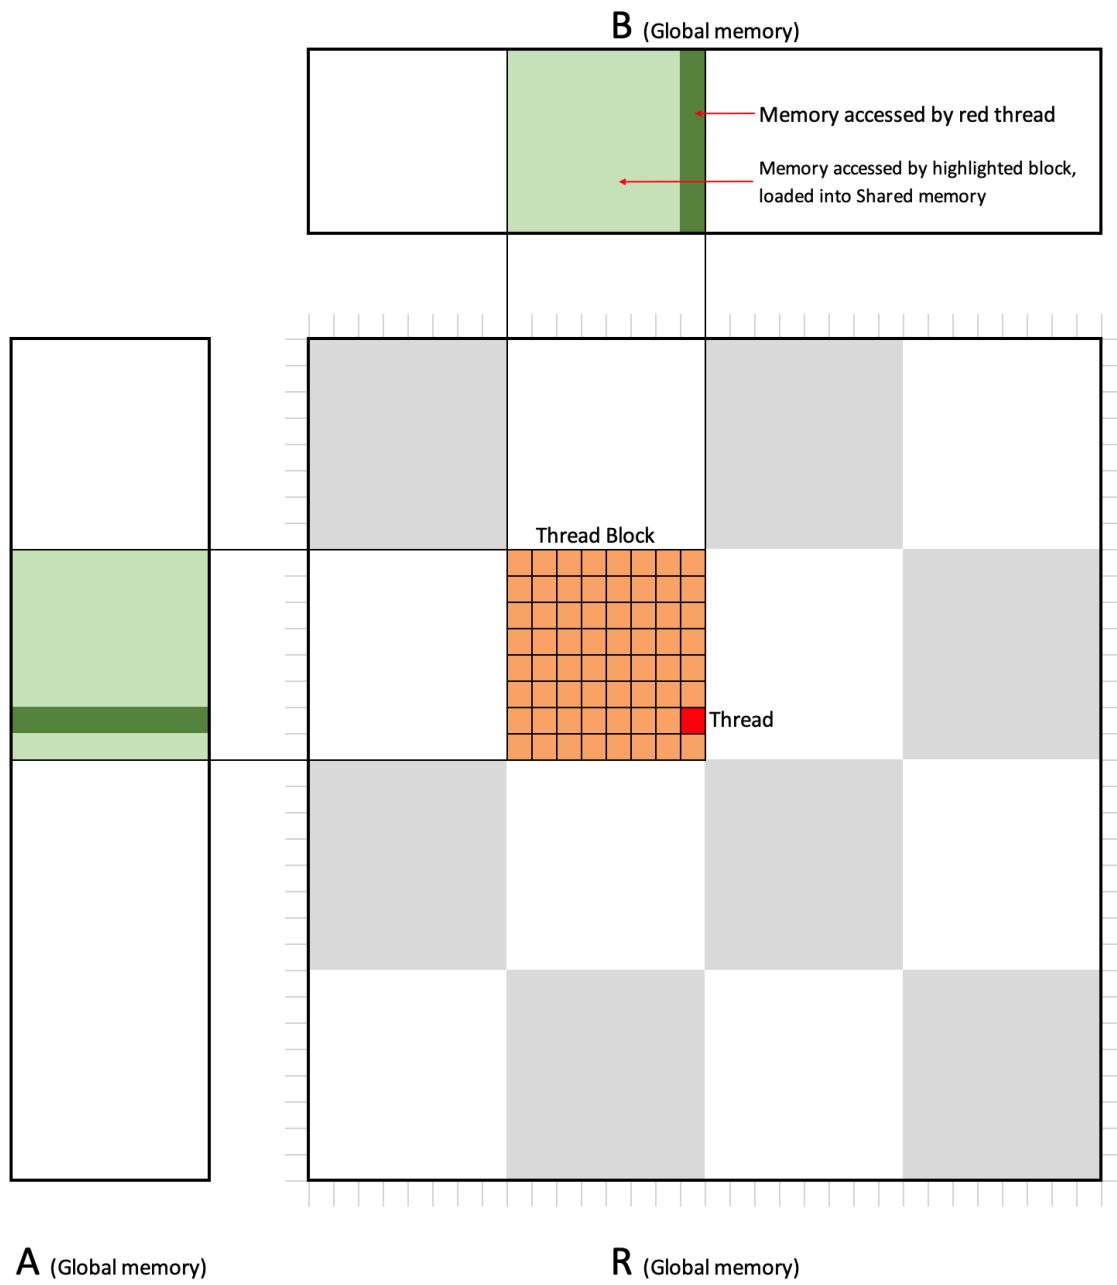 B (Global memory)
Memory accessed by red thread
Memory accessed by highlighted block,
loaded into Shared memory
Thread Block
Thread
A (Global memory)
R (Global memory)